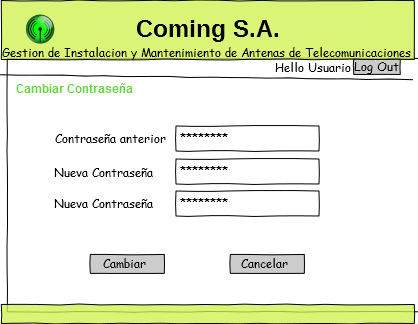 Coming S.A.
Gestion de Instalacion y Mantenimiento de Antenas de Telecomunicaciones
Hello Usuario Log Out
Cambiar Contraseña
Contraseña anterior ********
Nueva Contraseña ********
Nueva Contraseña ********
Cambiar Cancelar